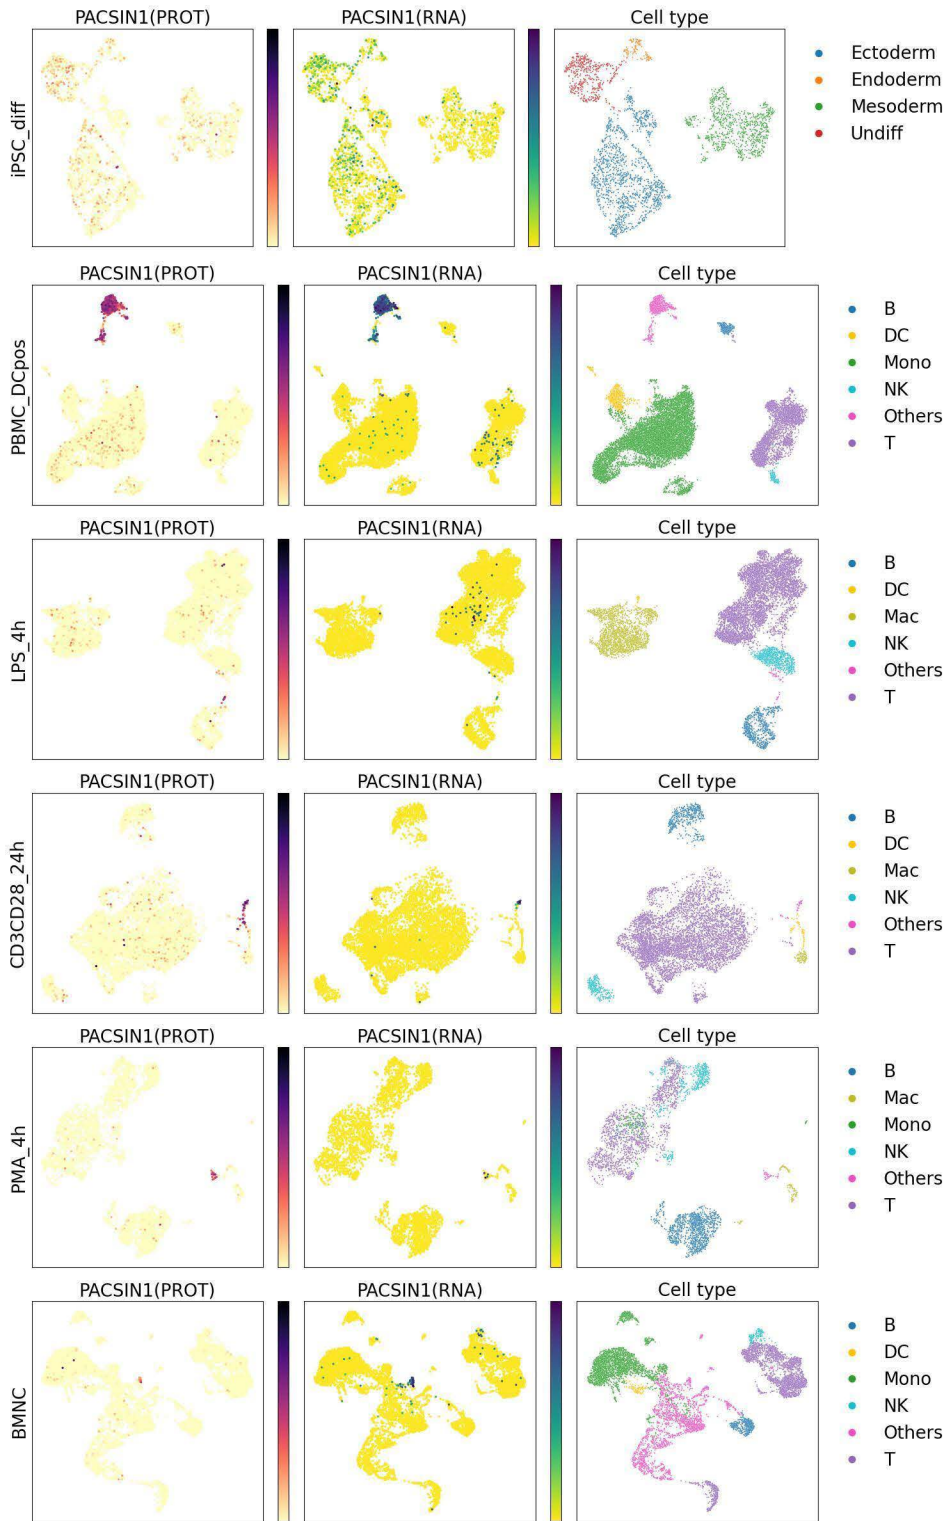 PACSIN1(PROT) PACSIN1(RNA) Cell type
iPSC_diff
Ectoderm
Endoderm
Mesoderm
Undiff
PACSIN1(PROT) PACSIN1(RNA) Cell type
PBMC_DCpos
B
DC
Mono
NK
Others
T
PACSIN1(PROT) PACSIN1(RNA) Cell type
LPS_4h
B
DC
Mac
NK
Others
T
PACSIN1(PROT) PACSIN1(RNA) Cell type
CD3CD28_24h
B
DC
Mac
NK
Others
T
PACSIN1(PROT) PACSIN1(RNA) Cell type
PMA_4h
B
Mac
Mono
NK
Others
T
PACSIN1(PROT) PACSIN1(RNA) Cell type
BMNC
B
DC
Mono
NK
Others
T